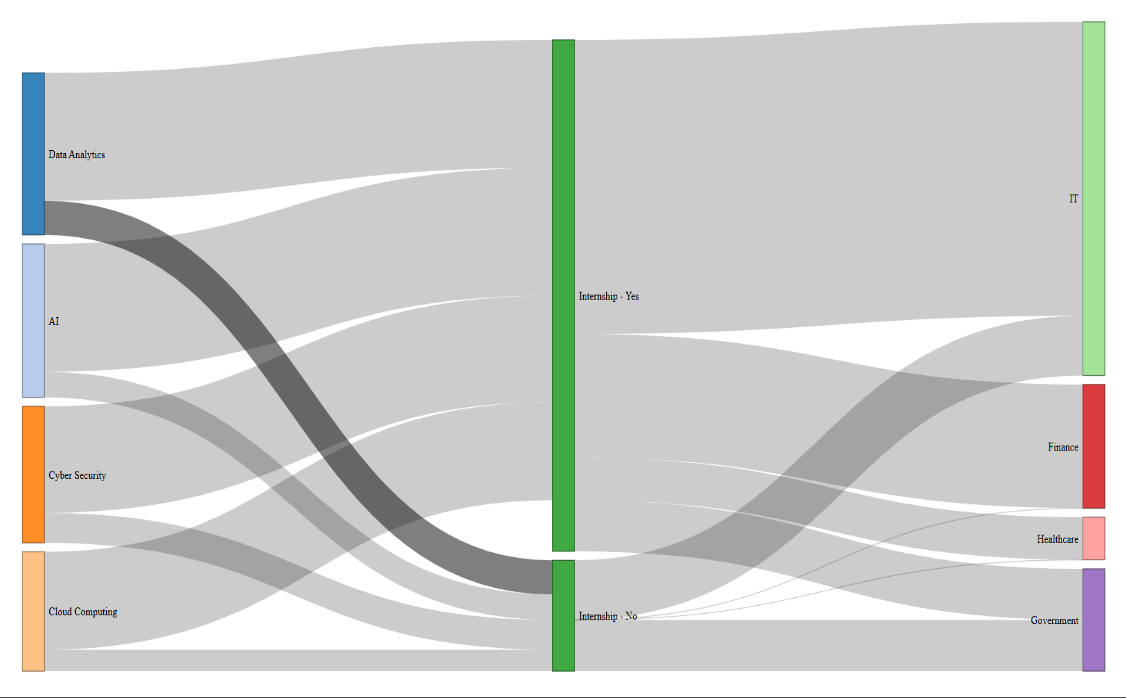 Data Analytics
AI
Cyber Security
Cloud Computing
Internship - Yes
Internship - No
IT
Finance
Healthcare
Government